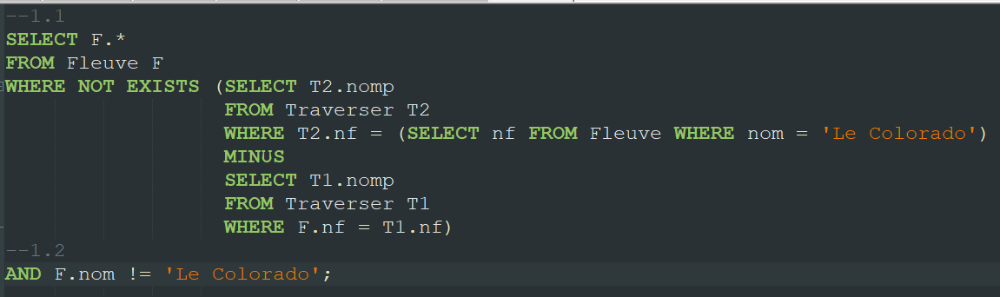 --1.1
SELECT F.*
FROM Fleuve F
WHERE NOT EXISTS (SELECT T2.nomp
FROM Traverser T2
WHERE T2.nf = (SELECT nf FROM Fleuve WHERE nom = 'Le Colorado')
MINUS
SELECT T1.nomp
FROM Traverser T1
WHERE F.nf = T1.nf)
--1.2
AND F.nom != 'Le Colorado';